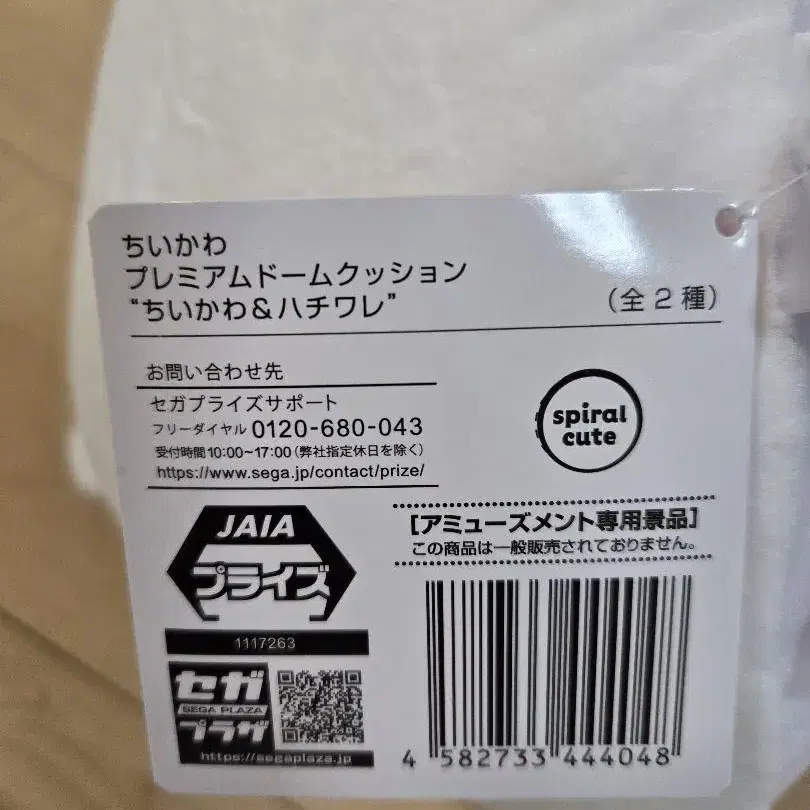 ちいかわ
プレミアムドームクッション
“ちいかわ＆ハチワレ”
（全2種）
お問い合わせ先
セガプライズサポート
フリーダイヤル 0120-680-043
受付時間10:00~17:00（弊社指定休日を除く）
https://www.sega.jp/contact/prize/
spiral
cute
JAIA
プライズ
1117263
[アミューズメント専用景品]
この商品は一般販売されておりません。
セガ
SEGA PLAZA
プラザ
https://segaplaza.jp
4 582733 444048